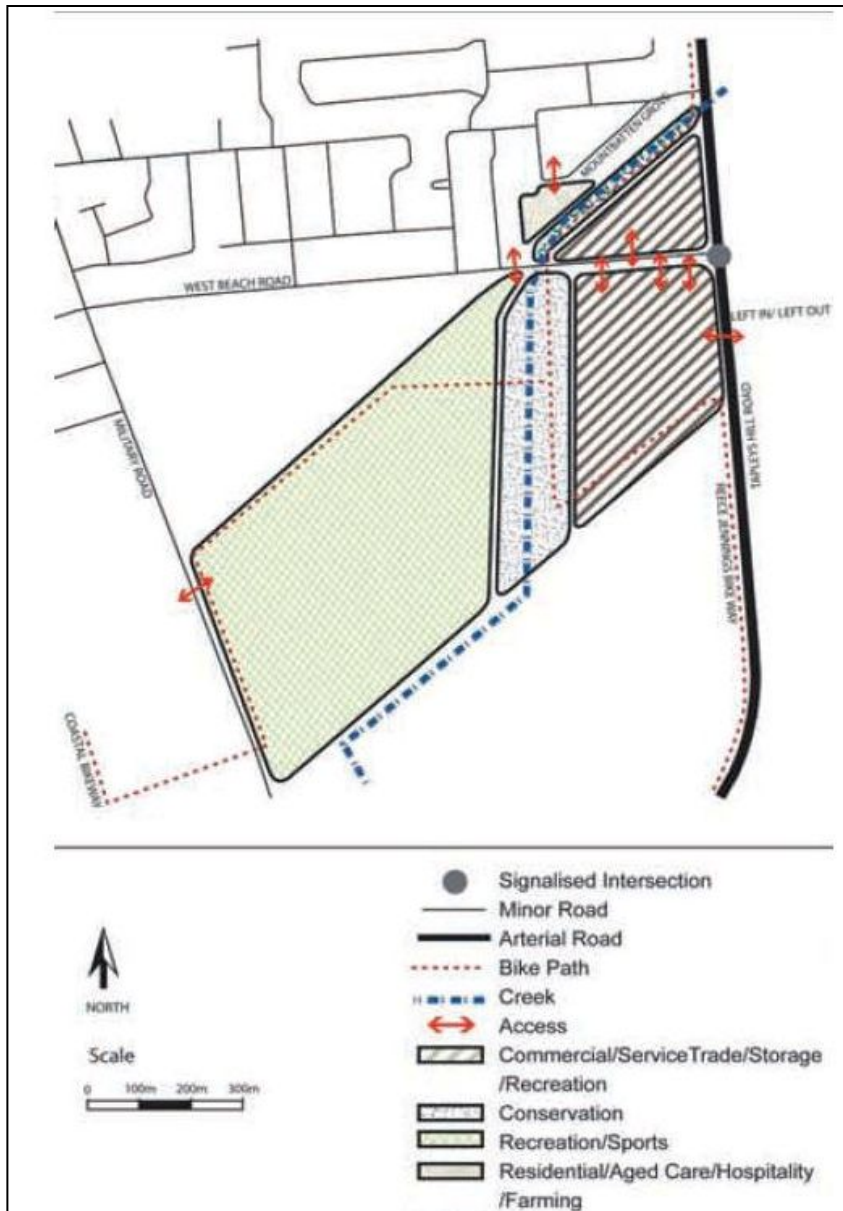 MOUNTBATTEN GROVE
WEST BEACH ROAD
LEFT IN/ LEFT OUT
MILITARY ROAD
TAPLEYS HILL ROAD
REECE JENNINGS BIKE WAY
COASTAL BIKEWAY
NORTH
Scale
0 100m 200m 300m
Signalised Intersection
Minor Road
Arterial Road
Bike Path
Creek
Access
Commercial/ServiceTrade/Storage
/Recreation
Conservation
Recreation/Sports
Residential/Aged Care/Hospitality
/Farming